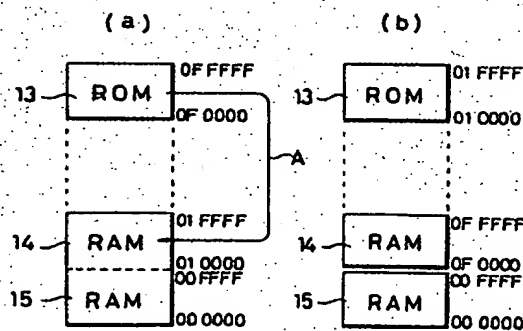 (a)
13
ROM
0F FFFF
0F 0000
A
14
RAM
01 FFFF
01 0000
15
RAM
00 FFFF
00 0000
(b)
13
ROM
01 FFFF
01 0000
14
RAM
0F FFFF
0F 0000
15
RAM
00 FFFF
00 0000